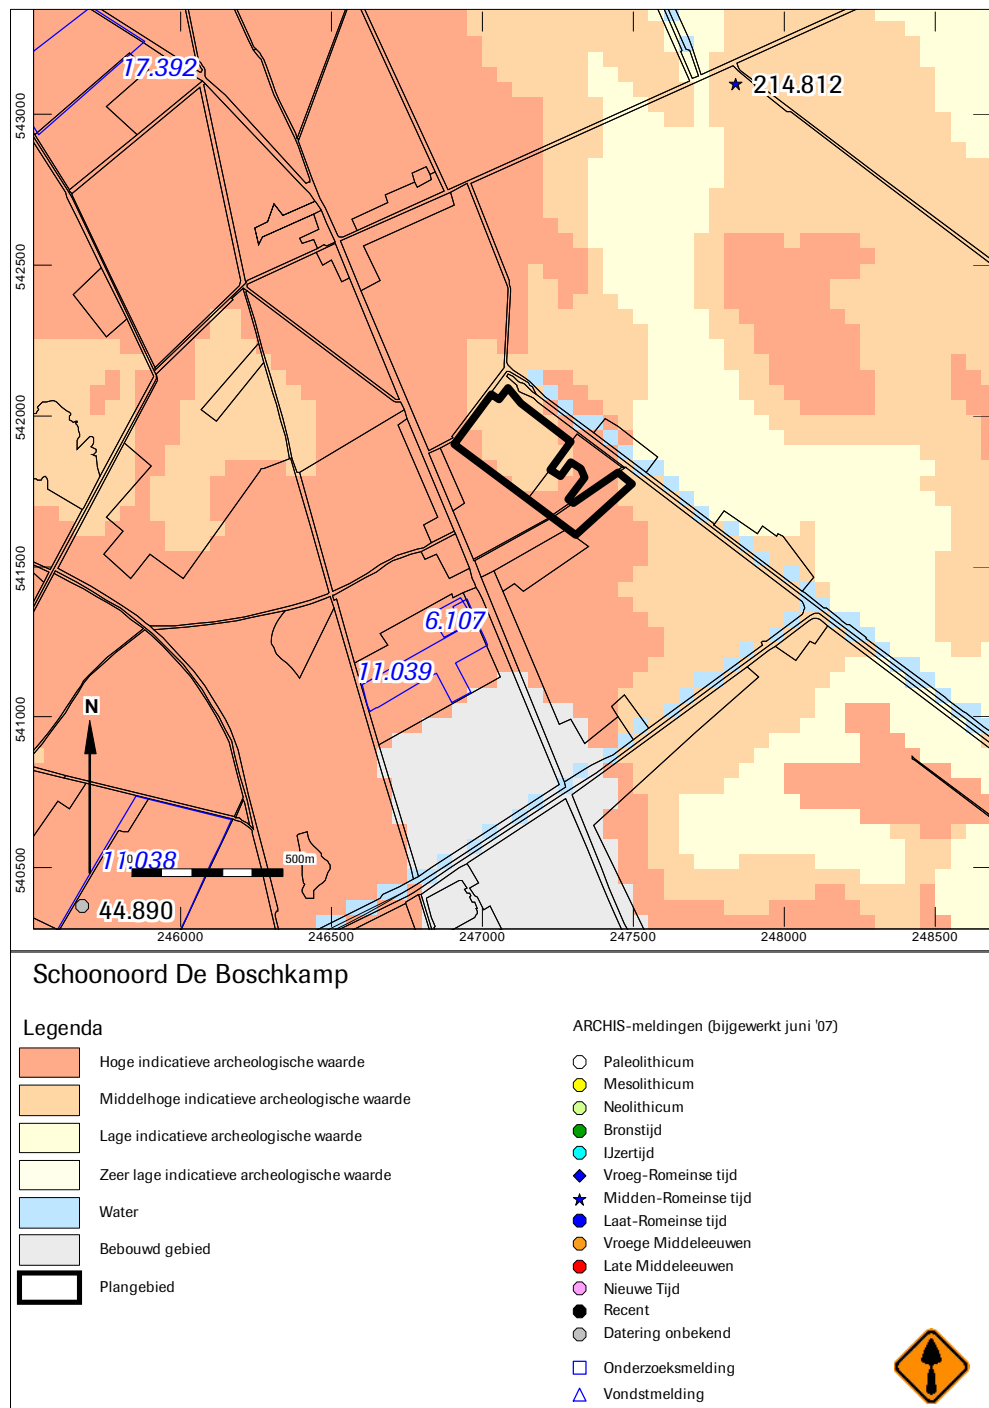 17.392
214.812
543000
542500
542000
541500
6.107
11.039
541000
N
11.038
0
500m
540500
44.890
246000
246500
247000
247500
248000
248500
Schoonoord De Boschkamp
Legenda
Hoge indicatieve archeologische waarde
Middelhoge indicatieve archeologische waarde
Lage indicatieve archeologische waarde
Zeer lage indicatieve archeologische waarde
Water
Bebouwd gebied
Plangebied
ARCHIS-meldingen (bijgewerkt juni '07)
Paleolithicum
Mesolithicum
Neolithicum
Bronstijd
IJzertijd
Vroeg-Romeinse tijd
Midden-Romeinse tijd
Laat-Romeinse tijd
Vroege Middeleeuwen
Late Middeleeuwen
Nieuwe Tijd
Recent
Datering onbekend
Onderzoeksmelding
Vondstmelding